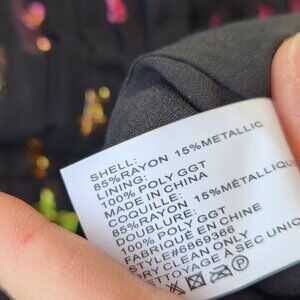 SHELL:
85%RAYON 15%METALLIC
LINING:
100% POLY GGT
MADE IN CHINA
COQUILLE:
85%RAYON 15%MÉTALLIQUE
DOUBLURE:
100% POLY GGT
FABRIQUÉ EN CHINE
STYLE#6869366
DRY CLEAN ONLY
NETTOYAGE A SEC UNIQ